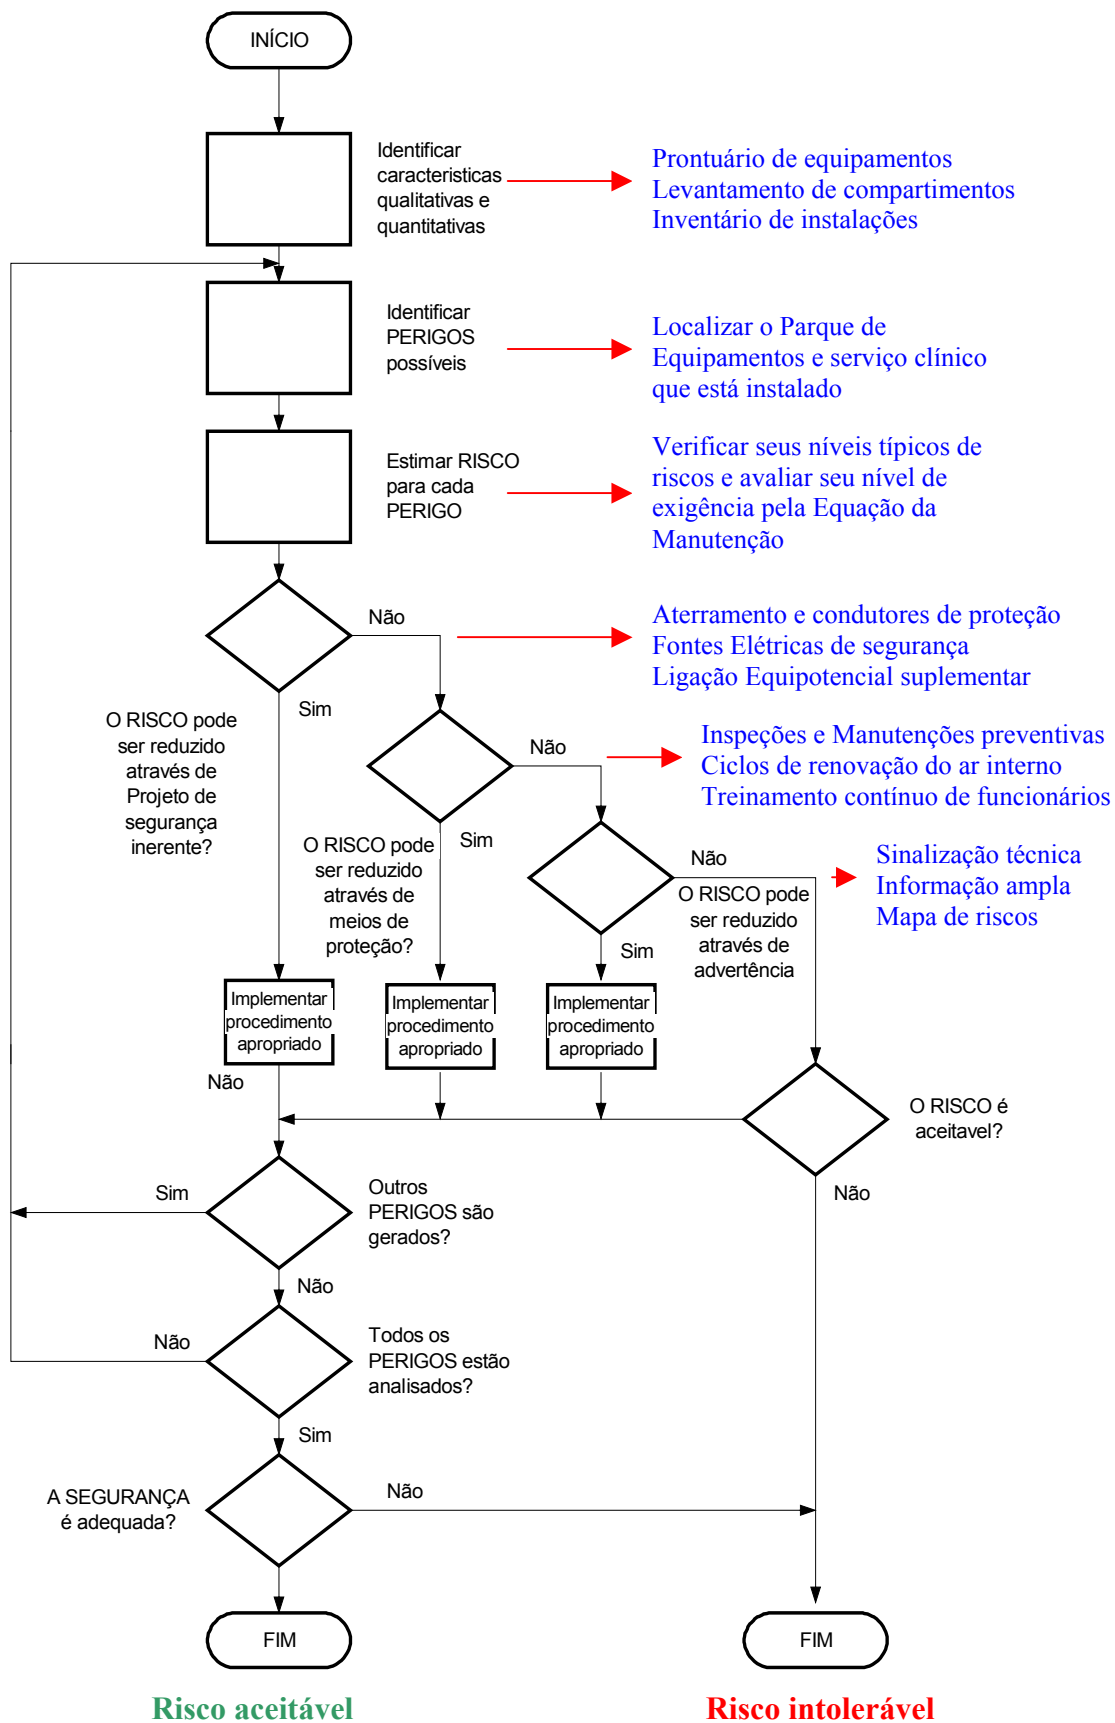 INÍCIO
Identificar
caracteristicas
qualitativas e
quantitativas
Prontuário de equipamentos
Levantamento de compartimentos
Inventário de instalações
Identificar
PERIGOS
possíveis
Localizar o Parque de
Equipamentos e serviço clínico
que está instalado
Estimar RISCO
para cada
PERIGO
Verificar seus níveis típicos de
riscos e avaliar seu nível de
exigência pela Equação da
Manutenção
Não
Aterramento e condutores de proteção
Fontes Elétricas de segurança
Ligação Equipotencial suplementar
Sim
O RISCO pode
ser reduzido
através de
Projeto de
segurança
inerente?
Não
Inspeções e Manutenções preventivas
Ciclos de renovação do ar interno
Treinamento contínuo de funcionários
Sim
O RISCO pode
ser reduzido
através de
meios de
proteção?
Não
Sinalização técnica
Informação ampla
Mapa de riscos
O RISCO pode
ser reduzido
através de
advertência
Sim
Implementar
procedimento
apropriado
Implementar
procedimento
apropriado
Implementar
procedimento
apropriado
Não
O RISCO é
aceitavel?
Não
Sim
Outros
PERIGOS são
gerados?
Não
Não
Todos os
PERIGOS estão
analisados?
Sim
A SEGURANÇA
é adequada?
Não
FIM
FIM
Risco aceitável
Risco intolerável